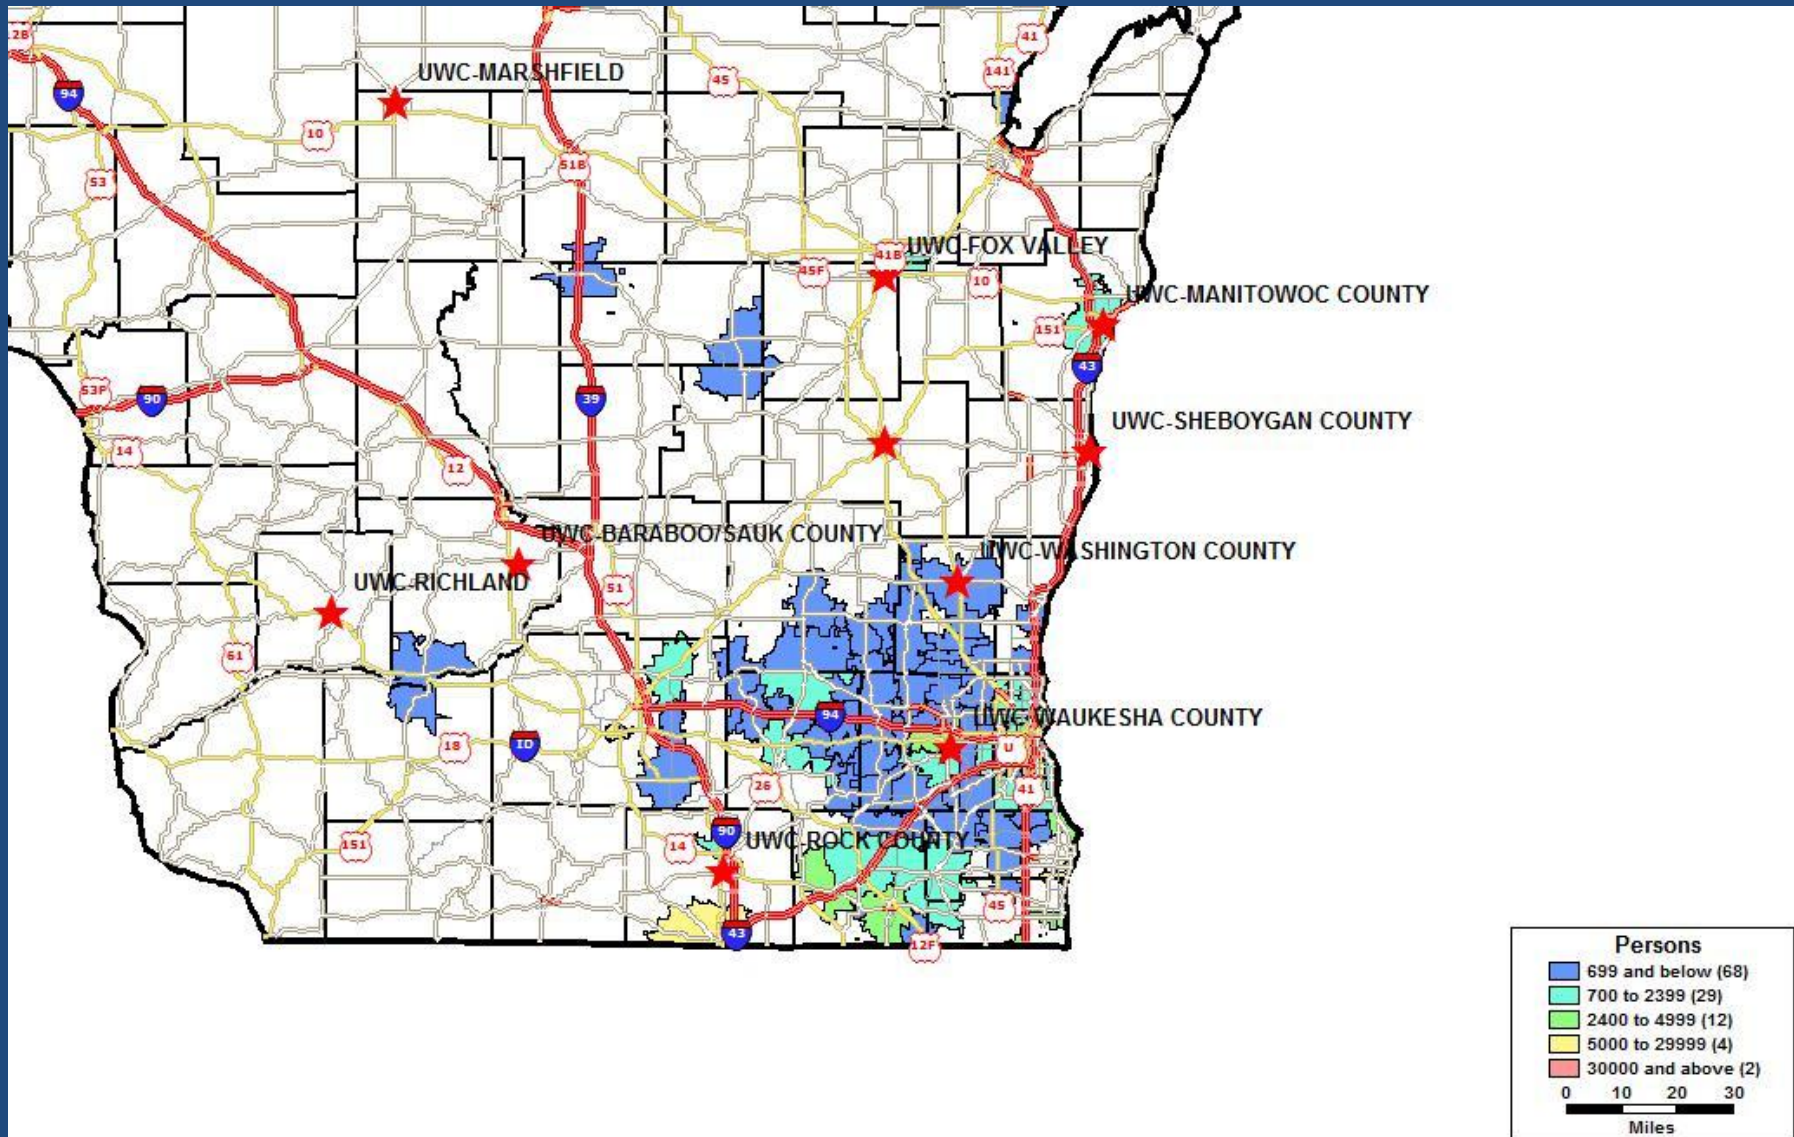 12B
41
141
45
UWC-MARSHFIELD
94
10
51B
53
UWC-FOX VALLEY
41B
45F
10
UWC-MANITOWOC COUNTY
151
43
53F
90
39
UWC-SHEBOYGAN COUNTY
14
12
UWC-BARABOO/SAUK COUNTY
UWC-WASHINGTON COUNTY
UWC-RICHLAND
51
61
UWC-WAUKESHA COUNTY
94
18
ID
U
26
41
90
UWC-ROCK COUNTY
151
14
45
43
12F
Persons
699 and below (68)
700 to 2399 (29)
2400 to 4999 (12)
5000 to 29999 (4)
30000 and above (2)
0 10 20 30
Miles